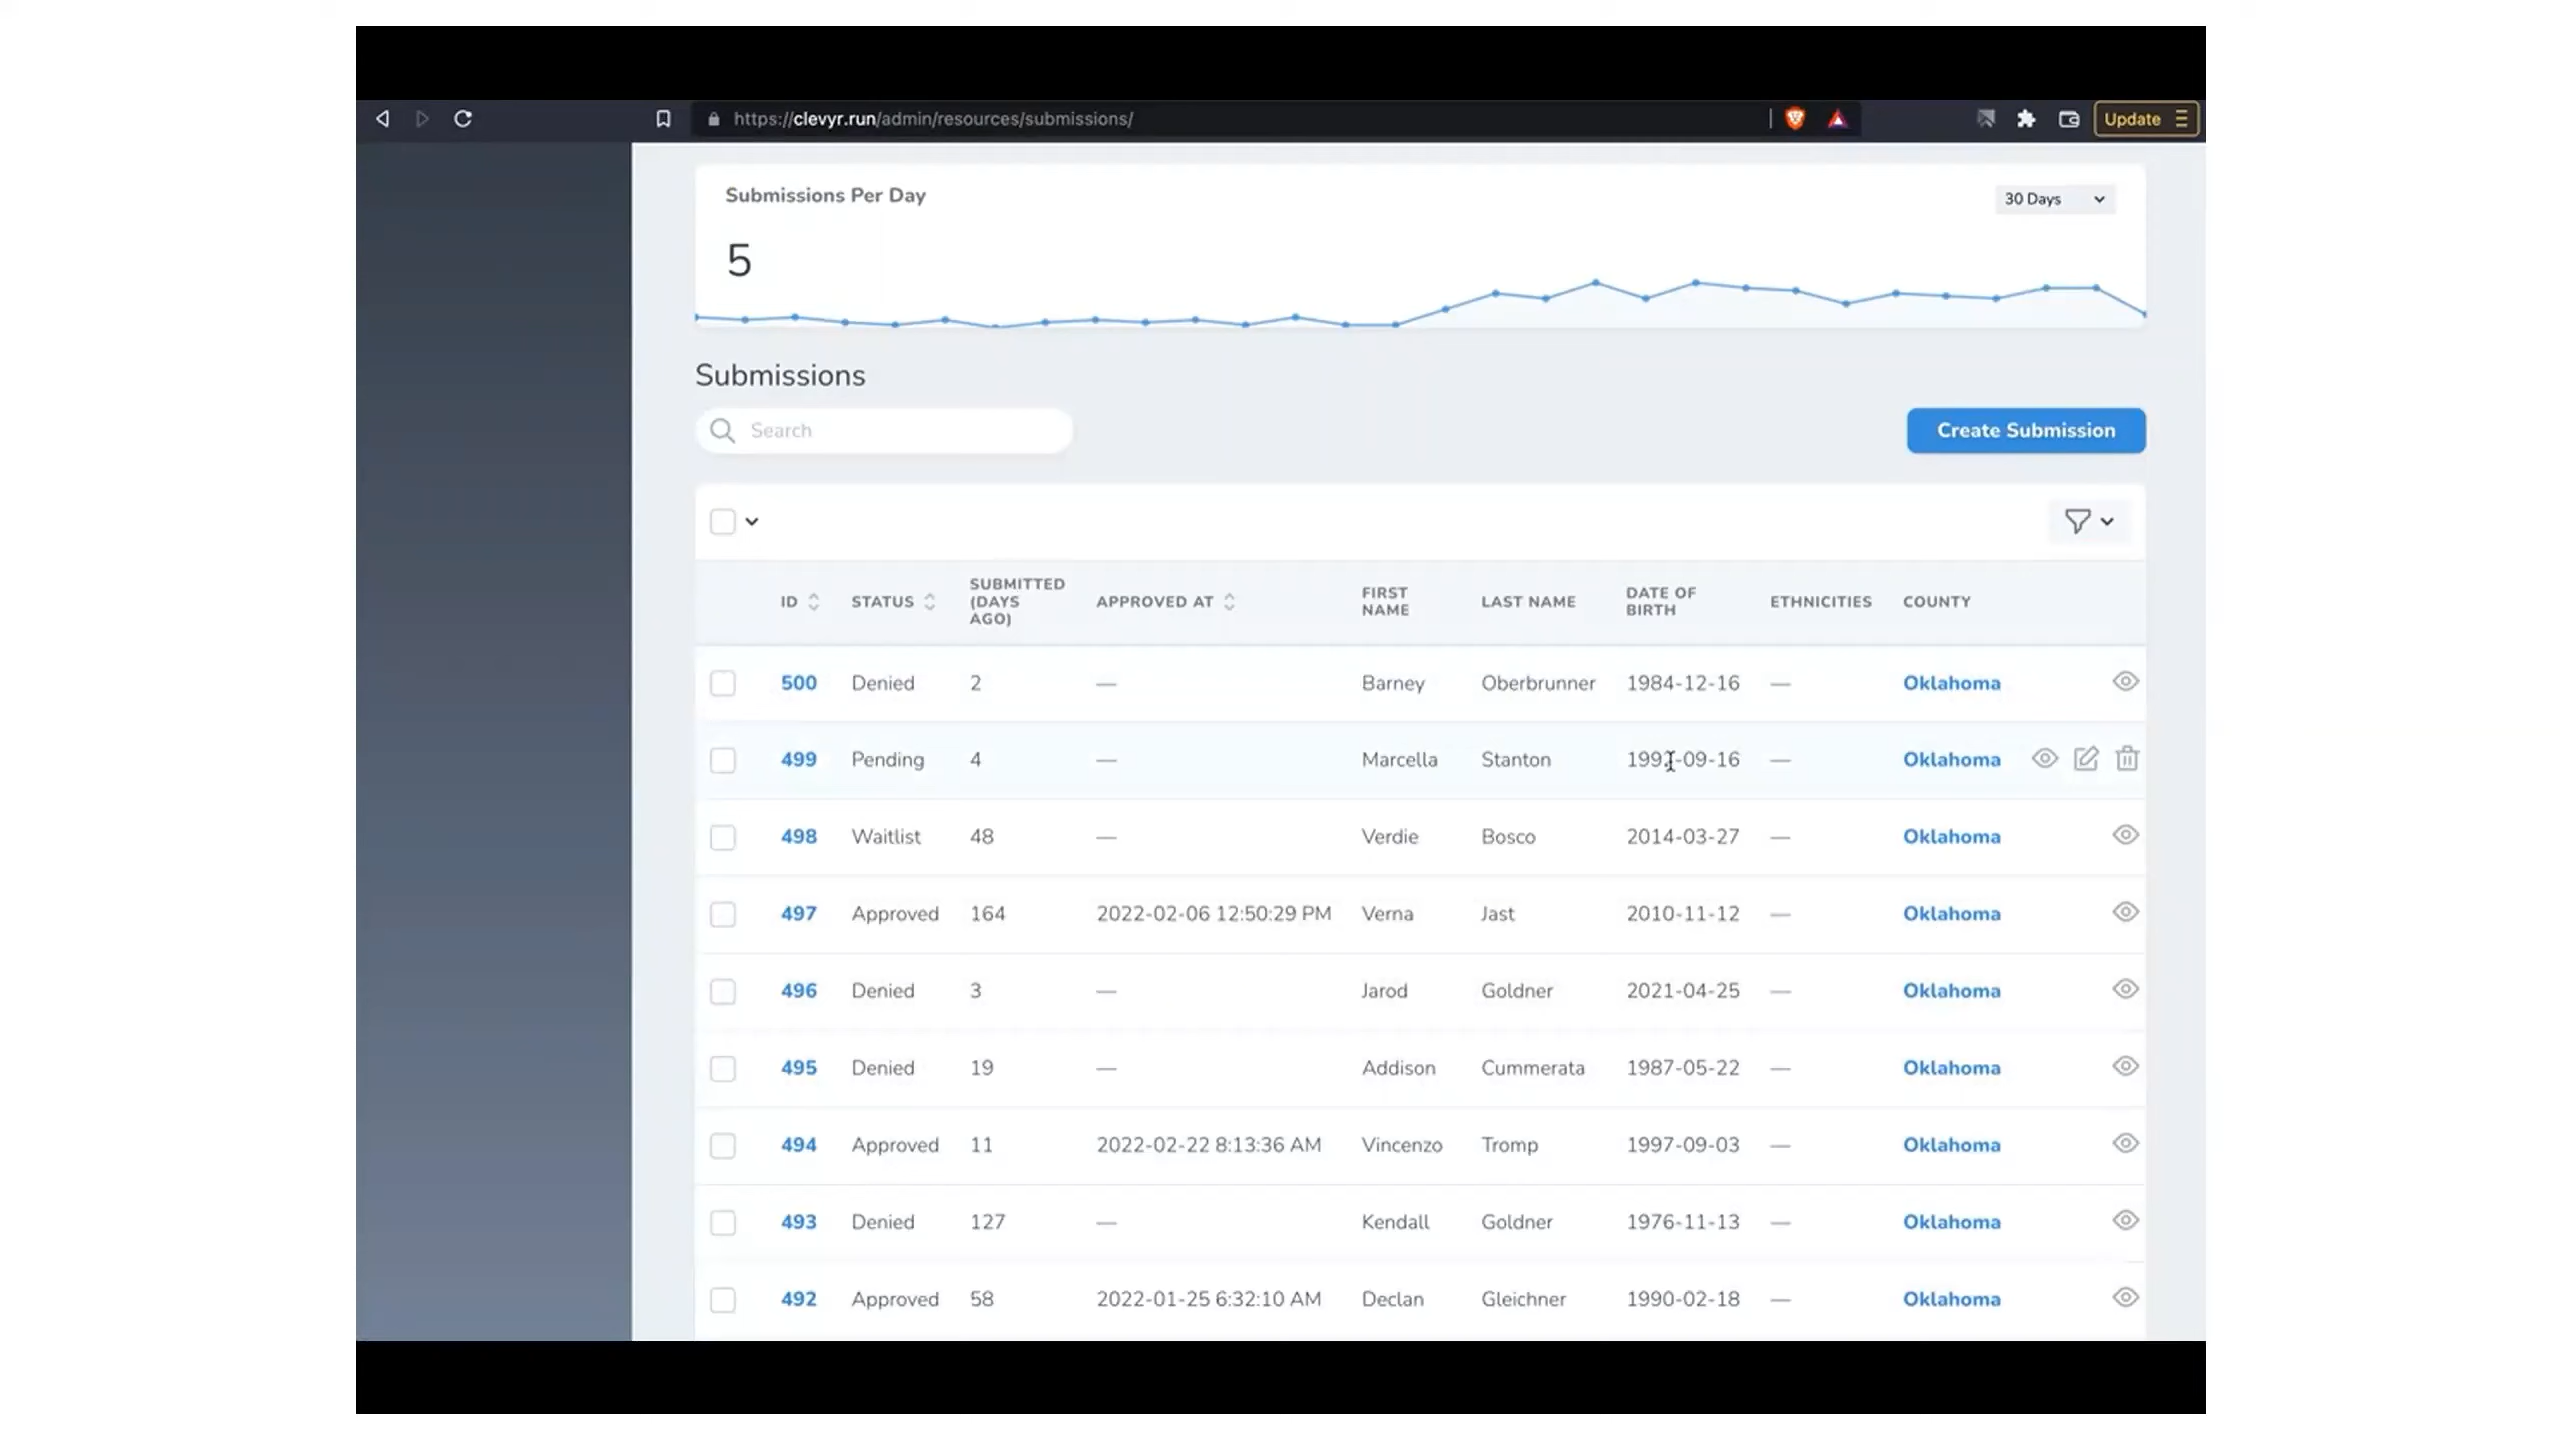 https://clevyr.run/admin/resources/submissions/
Update
Submissions Per Day
30 Days
5
Submissions
Search
Create Submission
ID STATUS SUBMITTED (DAYS AGO) APPROVED AT FIRST NAME LAST NAME DATE OF BIRTH ETHNICITIES COUNTY
500 Denied 2 — Barney Oberbrunner 1984-12-16 — Oklahoma
499 Pending 4 — Marcella Stanton — Oklahoma
498 Waitlist 48 — Verdie Bosco 2014-03-27 — Oklahoma
497 Approved 164 2022-02-06 12:50:29 PM Verna Jast 2010-11-12 — Oklahoma
496 Denied 3 — Jarod Goldner 2021-04-25 — Oklahoma
495 Denied 19 — Addison Cummerata 1987-05-22 — Oklahoma
494 Approved 11 2022-02-22 8:13:36 AM Vincenzo Tromp 1997-09-03 — Oklahoma
493 Denied 127 — Kendall Goldner 1976-11-13 — Oklahoma
492 Approved 58 2022-01-25 6:32:10 AM Declan Gleichner 1990-02-18 — Oklahoma